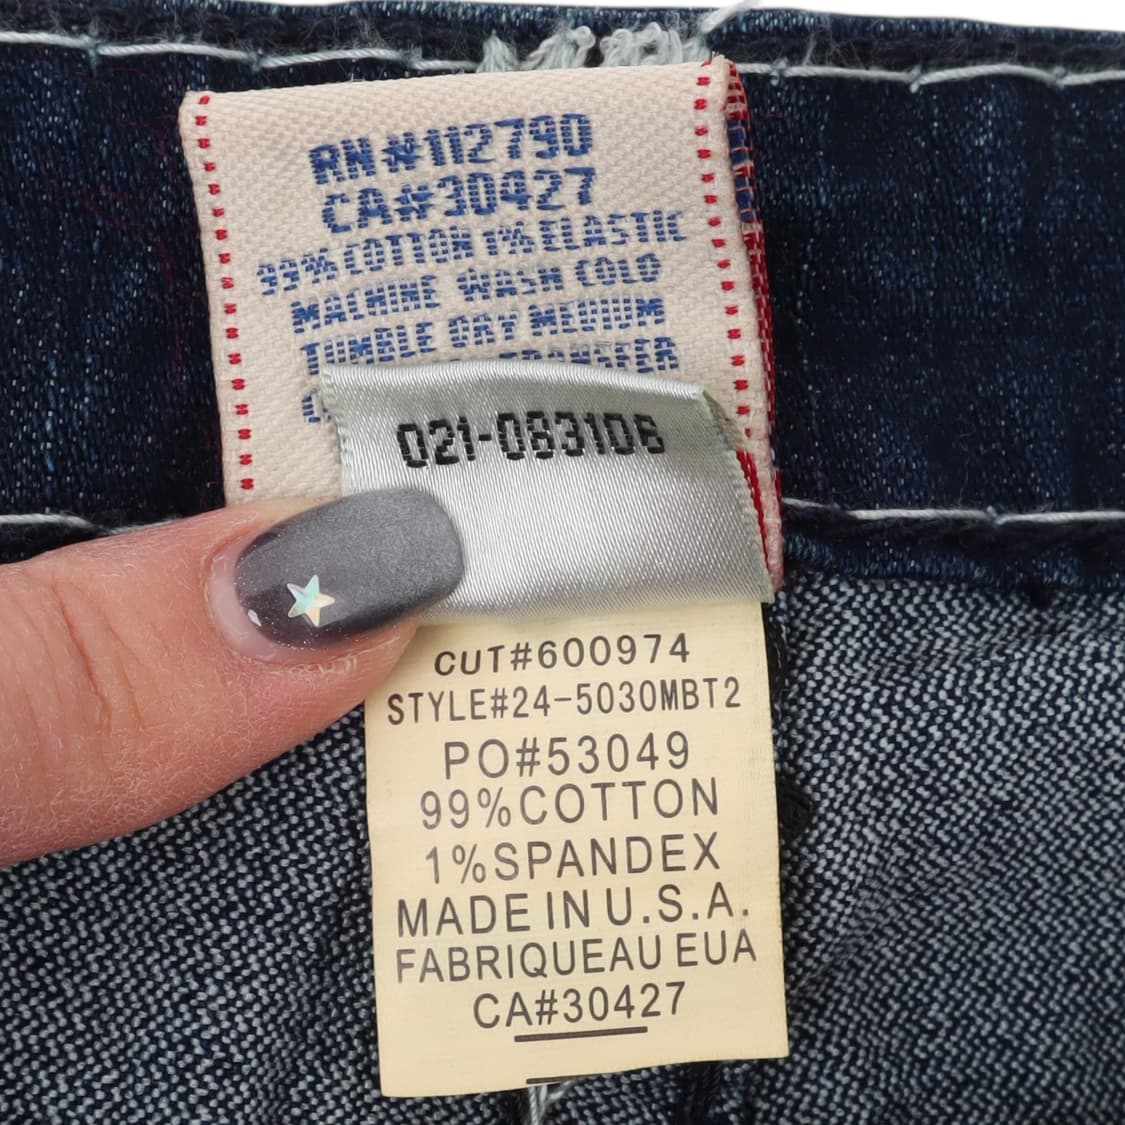 RN#112790
CA#30427
99% COTTON 1% ELASTIC
MACHINE WASH COLD
TUMBLE DRY MEDIUM
TRANSFER
021-083106
CUT#600974
STYLE#24-5030MBT2
PO#53049
99%COTTON
1%SPANDEX
MADE IN U.S.A.
FABRIQUEAU EUA
CA#30427